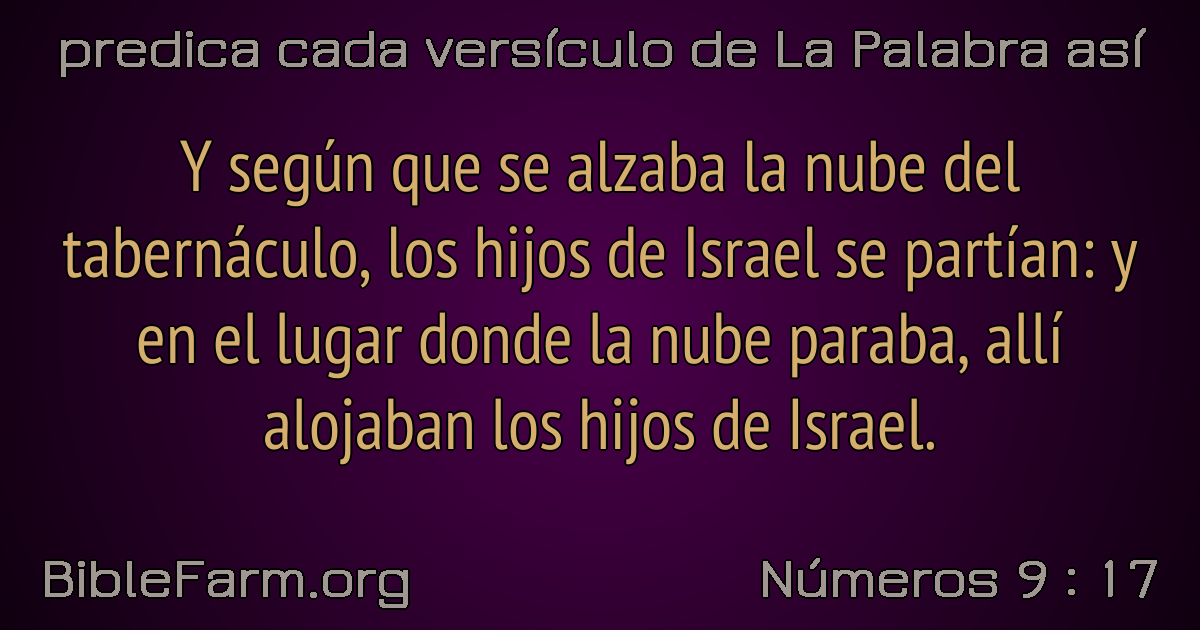 predica cada versículo de La Palabra así
Y según que se alzaba la nube del
tabernáculo, los hijos de Israel se partían: y
en el lugar donde la nube paraba, allí
alojaban los hijos de Israel.
BibleFarm.org
Números 9 : 17